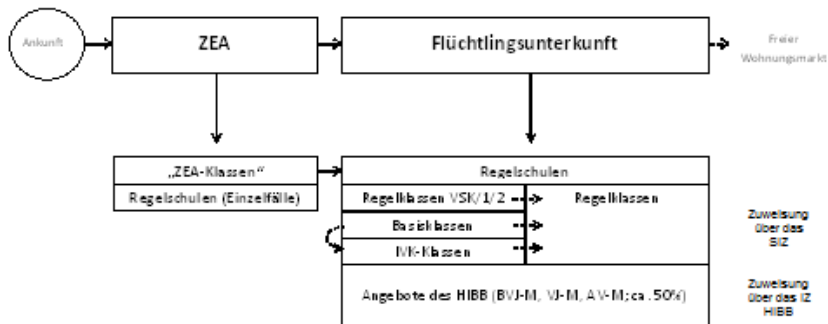 Ankunft
ZEA
Flüchtlingsunterkunft
Freier
Wohnungsmarkt
„ZEA-Klassen“
Regelschulen (Einzelfälle)
Regelschulen
Regelklassen VSK/1/2
Regelklassen
Basisklassen
IVK-Klassen
Zuweisung
über das
SIZ
Angebote des HIBB (BVJ-M, VJ-M, AV-M; ca. 50%)
Zuweisung
über das IZ
HIBB